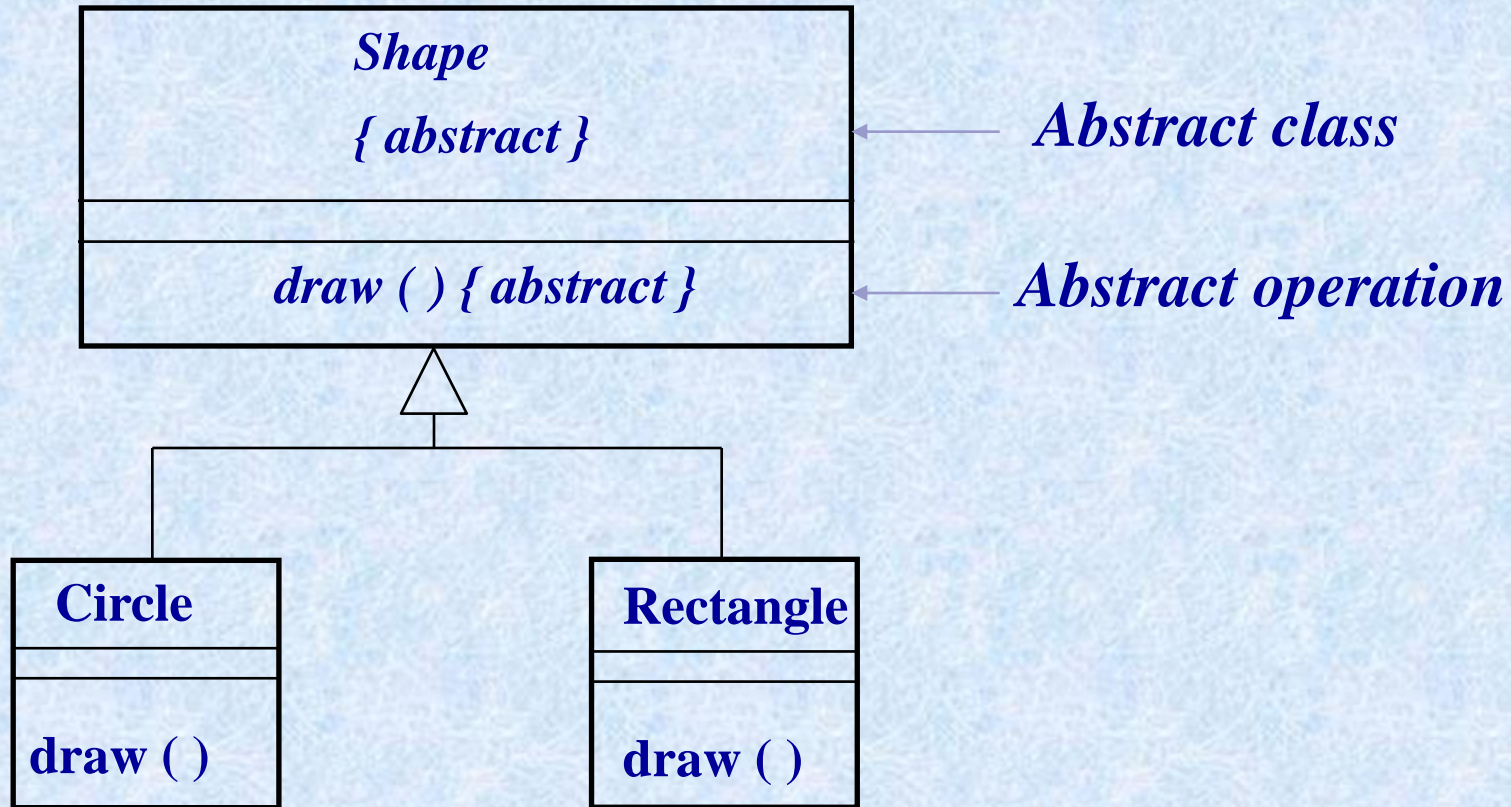 Shape
{ abstract }
Abstract class
draw ( ) { abstract }
Abstract operation
Circle
Rectangle
draw ( )
draw ( )